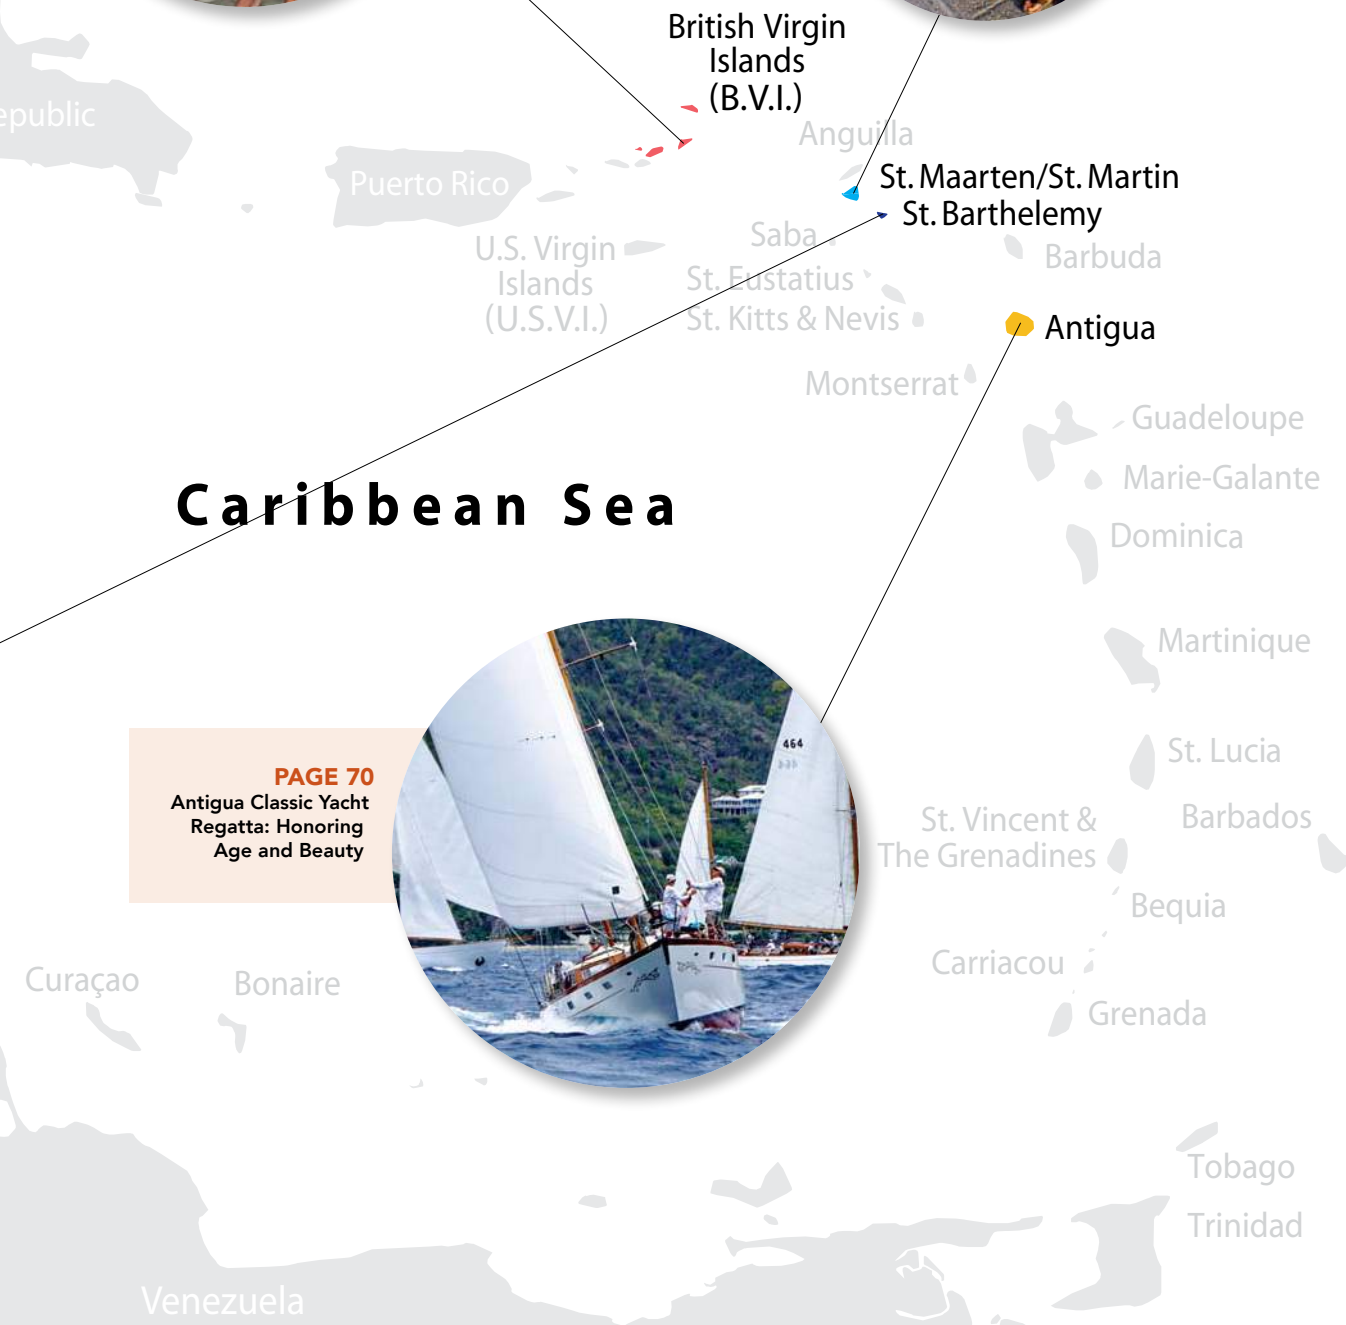 British Virgin
Islands
(B.V.I.)
epublic
Anguilla
Puerto Rico
St. Maarten/St. Martin
St. Barthelemy
Saba
U.S. Virgin
Islands
(U.S.V.I.)
Barbuda
St. Eustatius
St. Kitts & Nevis
Antigua
Montserrat
Guadeloupe
Marie-Galante
Caribbean Sea
Dominica
Martinique
464
St. Lucia
PAGE 70
Antigua Classic Yacht
Regatta: Honoring
Age and Beauty
St. Vincent &
The Grenadines
Barbados
Bequia
Carriacou
Curaçao
Bonaire
Grenada
Tobago
Trinidad
Venezuela